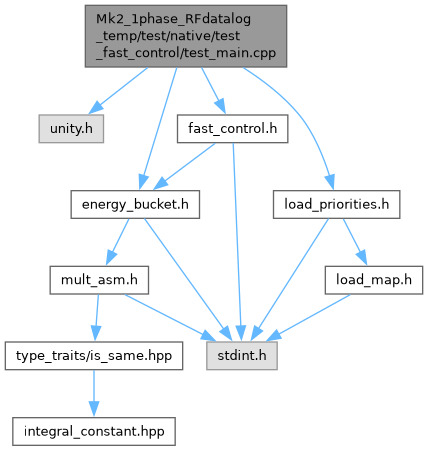 Mk2_1phase_RFdatalog
_temp/test/native/test
_fast_control/test_main.cpp
unity.h
fast_control.h
energy_bucket.h
load_priorities.h
mult_asm.h
load_map.h
type_traits/is_same.hpp
stdint.h
integral_constant.hpp